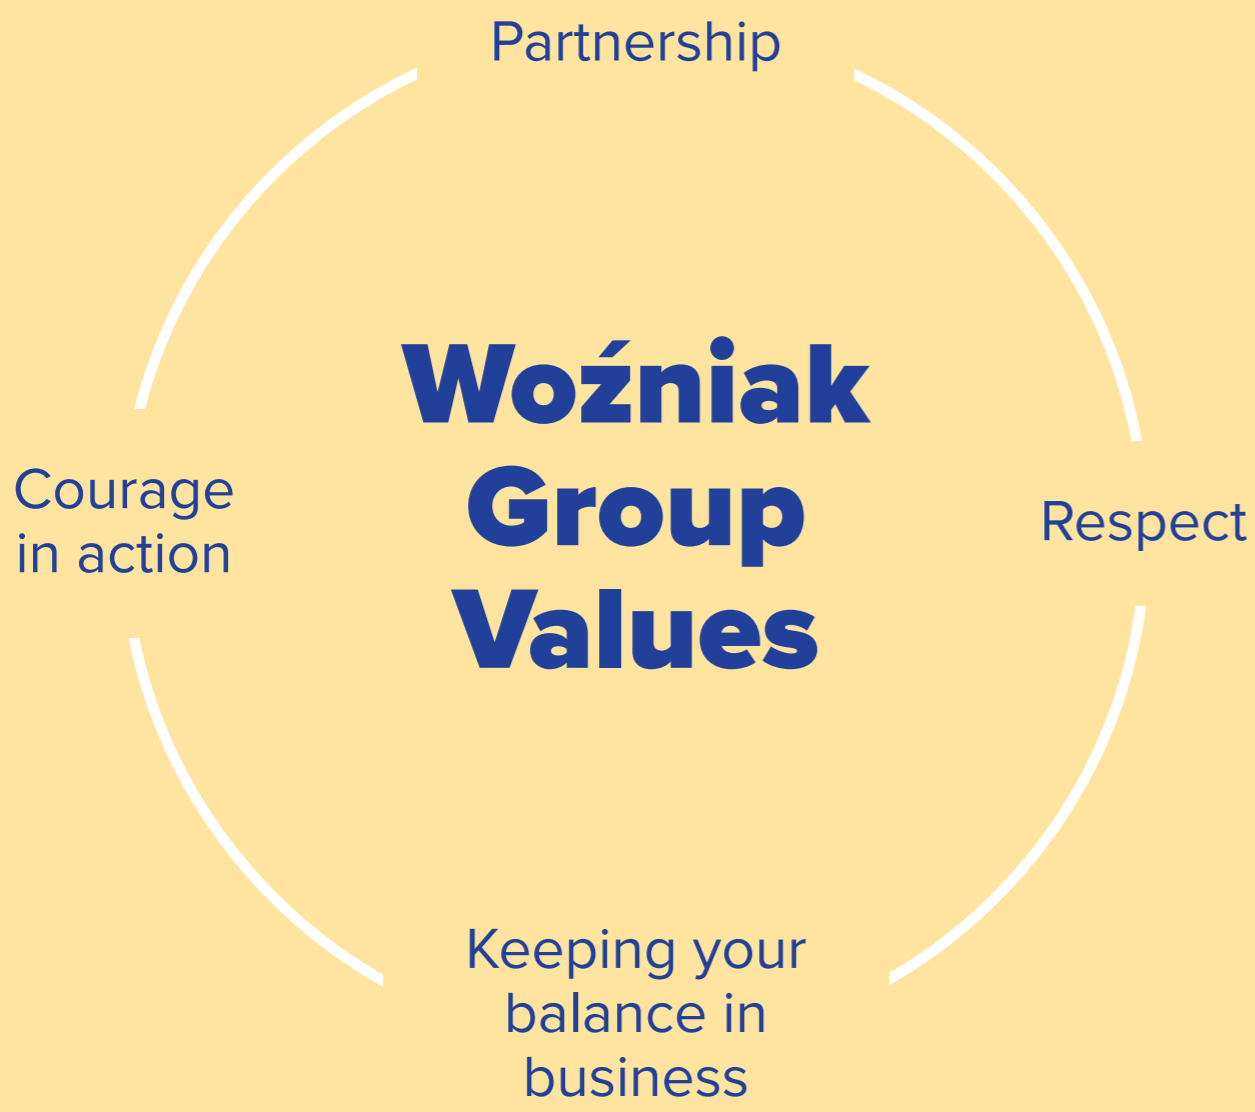 Partnership
Woźniak
Group
Values
Courage
in action
Respect
Keeping your
balance in
business